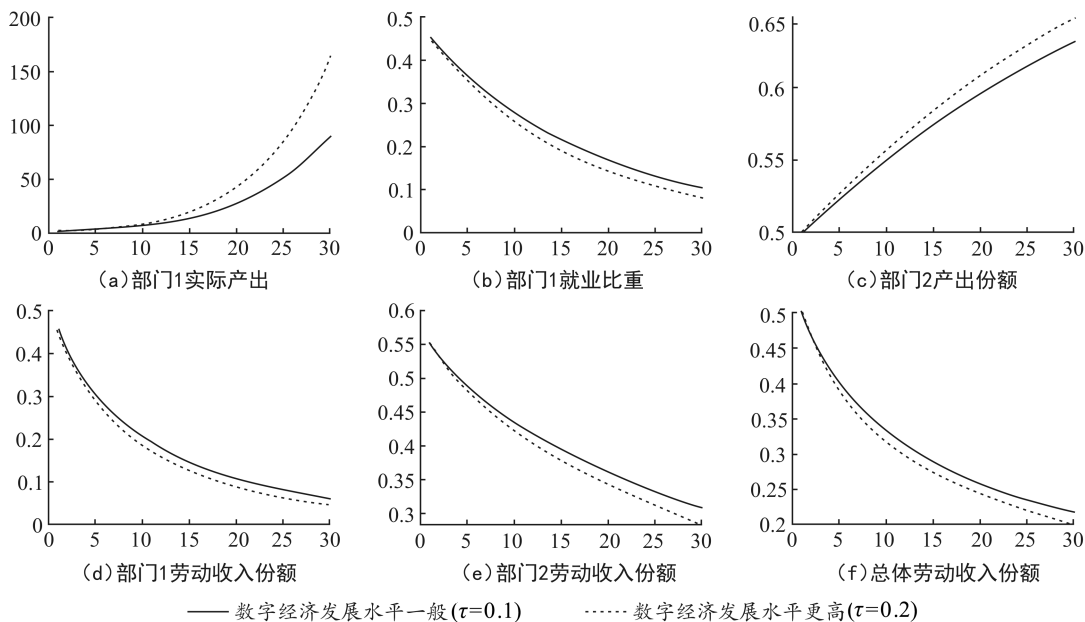 200
150
100
50
0
0 5 10 15 20 25 30
(a)部门1实际产出
0.5
0.4
0.3
0.2
0.1
0
0 5 10 15 20 25 30
(b)部门1就业比重
0.65
0.6
0.55
0.5
0 5 10 15 20 25 30
(c)部门2产出份额
0.5
0.4
0.3
0.2
0.1
0
0 5 10 15 20 25 30
(d)部门1劳动收入份额
0.6
0.55
0.5
0.45
0.4
0.35
0.3
0 5 10 15 20 25 30
(e)部门2劳动收入份额
0.5
0.45
0.4
0.35
0.3
0.25
0.2
0 5 10 15 20 25 30
(f)总体劳动收入份额
数字经济发展水平一般(τ=0.1) 数字经济发展水平更高(τ=0.2)